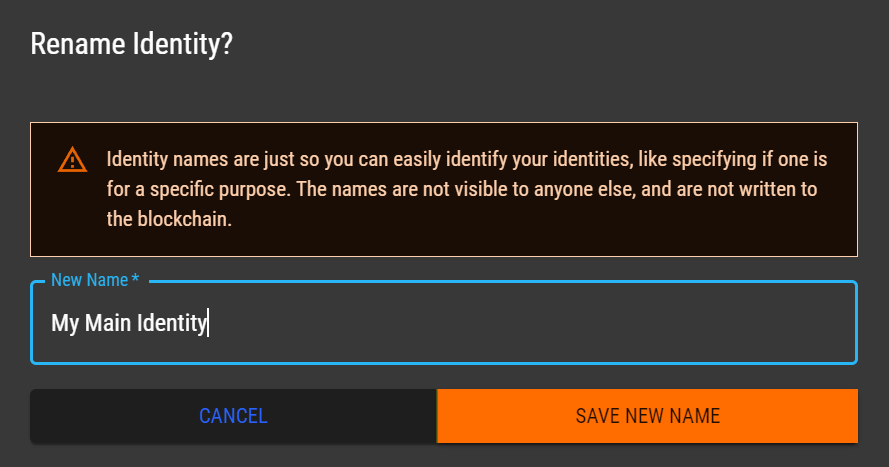 Rename Identity?
Identity names are just so you can easily identify your identities, like specifying if one is
for a specific purpose. The names are not visible to anyone else, and are not written to
the blockchain.
New Name *
My Main Identity
CANCEL
SAVE NEW NAME